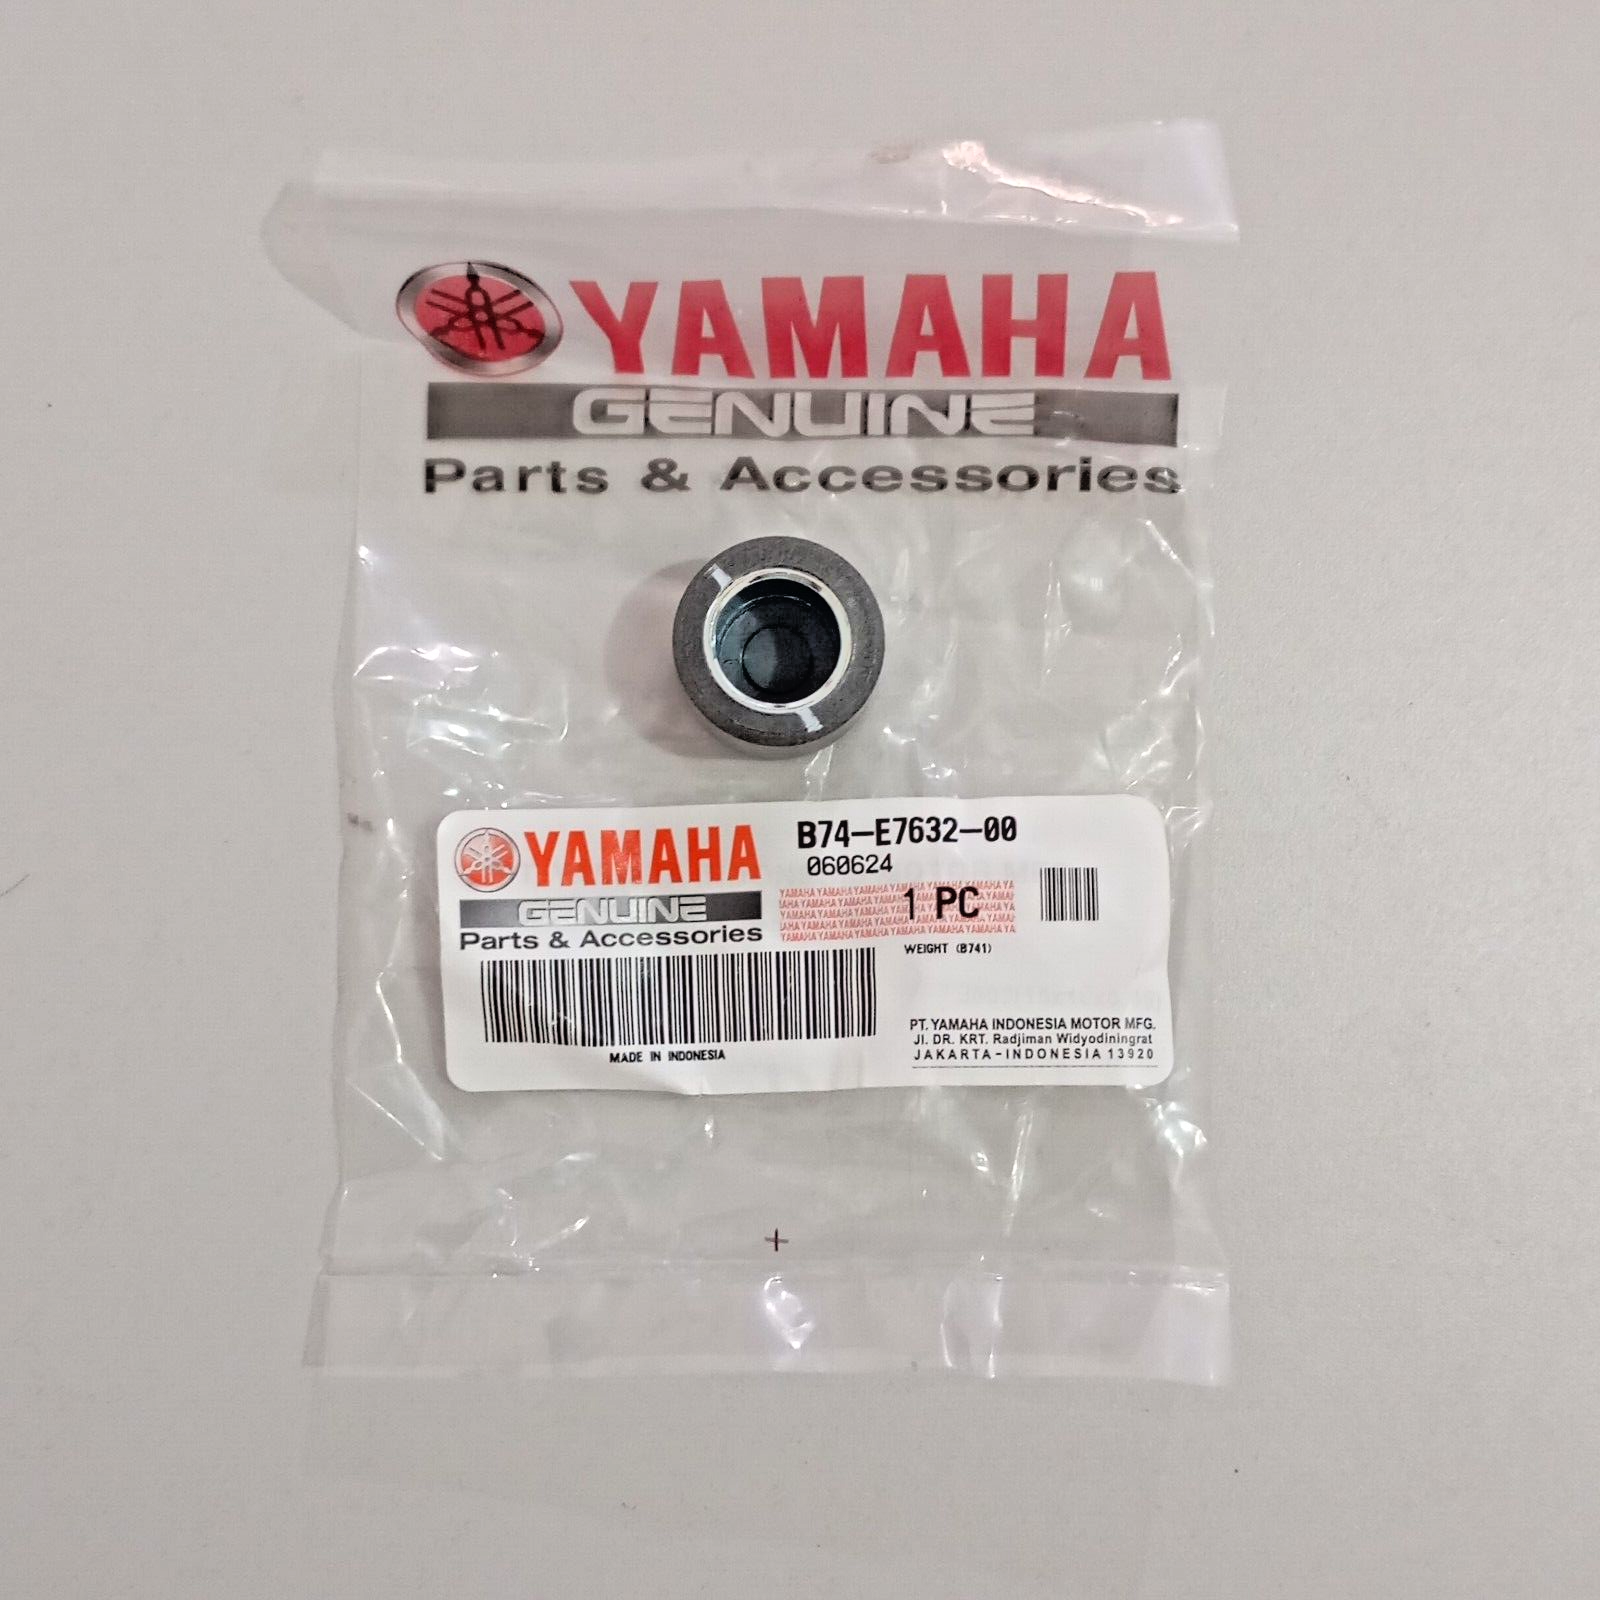 YAMAHA
GENUINE
Parts & Accessories
YAMAHA
GENUINE
Parts & Accessories
MADE IN INDONESIA
B74-E7632-00
060624
1 PC
WEIGHT (B741)
PT. YAMAHA INDONESIA MOTOR MFG.
Jl. DR. KRT. Radjiman Widyodiningrat
JAKARTA-INDONESIA 13920